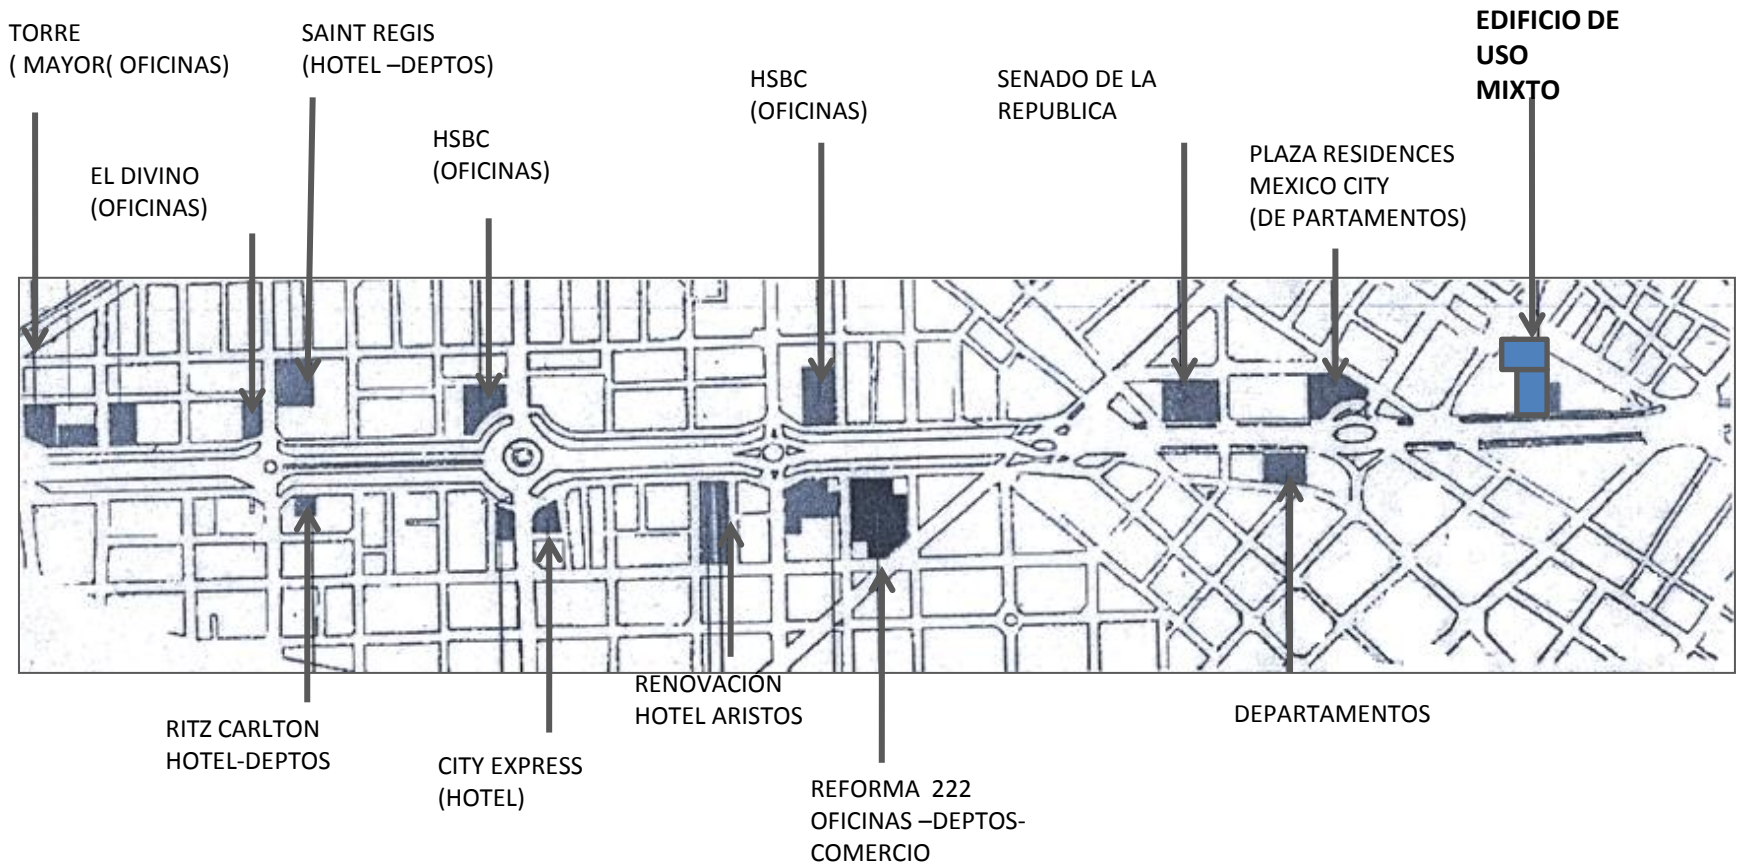 TORRE
( MAYOR( OFICINAS)
SAINT REGIS
(HOTEL –DEPTOS)
EL DIVINO
(OFICINAS)
HSBC
(OFICINAS)
HSBC
(OFICINAS)
SENADO DE LA
REPUBLICA
PLAZA RESIDENCES
MEXICO CITY
(DE PARTAMENTOS)
EDIFICIO DE
USO
MIXTO
RITZ CARLTON
HOTEL-DEPTOS
CITY EXPRESS
(HOTEL)
RENOVACIÓN
HOTEL ARISTOS
REFORMA  222
OFICINAS –DEPTOS-
COMERCIO
DEPARTAMENTOS